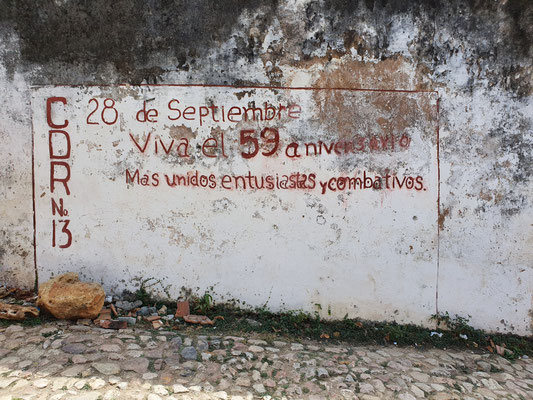 CDR No 13
28 de Septiembre
Viva el 59 aniversario
Mas unidos entusiastas y combativos.